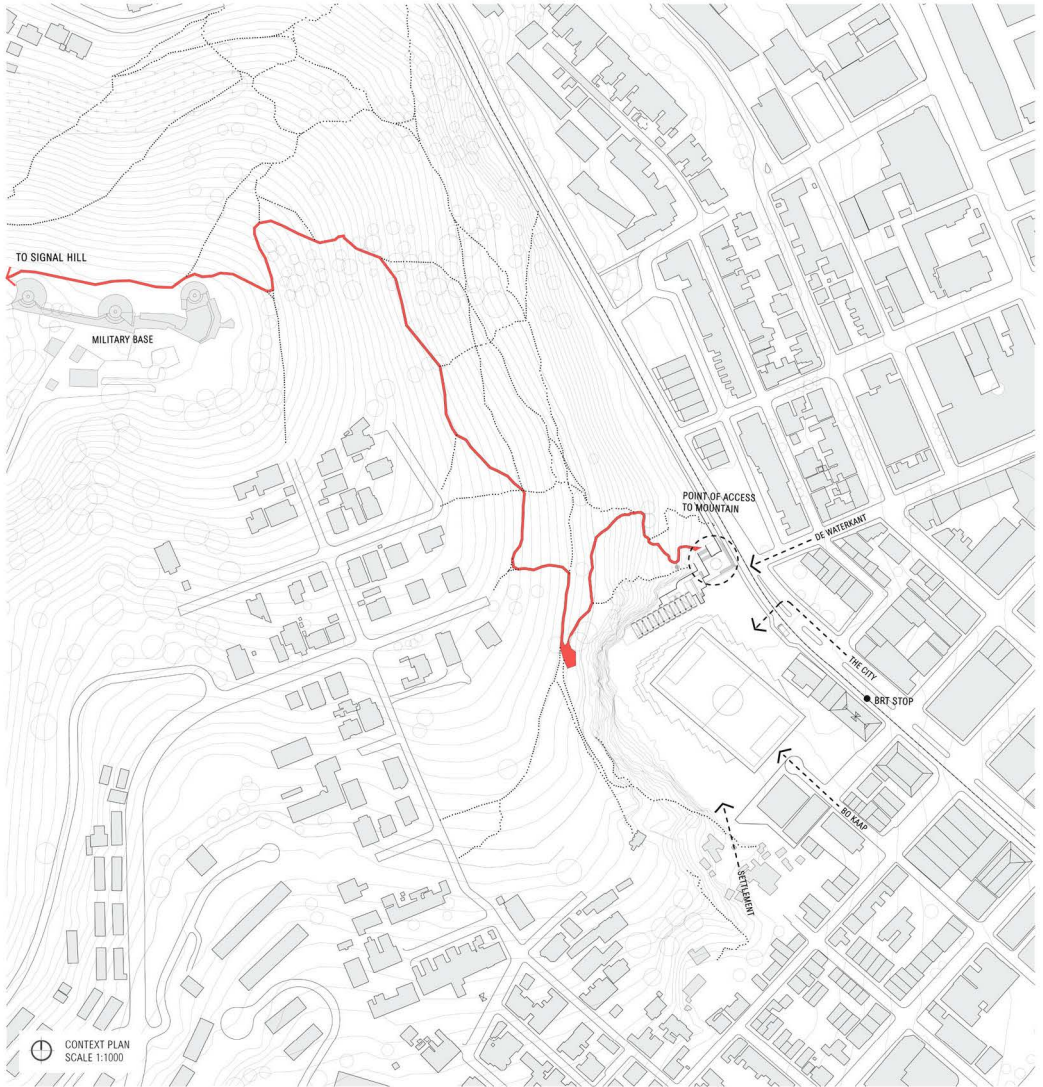 TO SIGNAL HILL
MILITARY BASE
POINT OF ACCESS
TO MOUNTAIN
DE WATERKANT
THE CITY
BRT STOP
BO KAAP
SETTLEMENT
CONTEXT PLAN
SCALE 1:1000